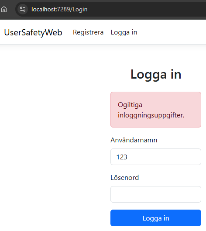 localhost:7289/Login
UserSafetyWeb Registrera Logga in
Logga in
Ogiltiga
inloggningsuppgifter.
Användarnamn
123
Lösenord
Logga in